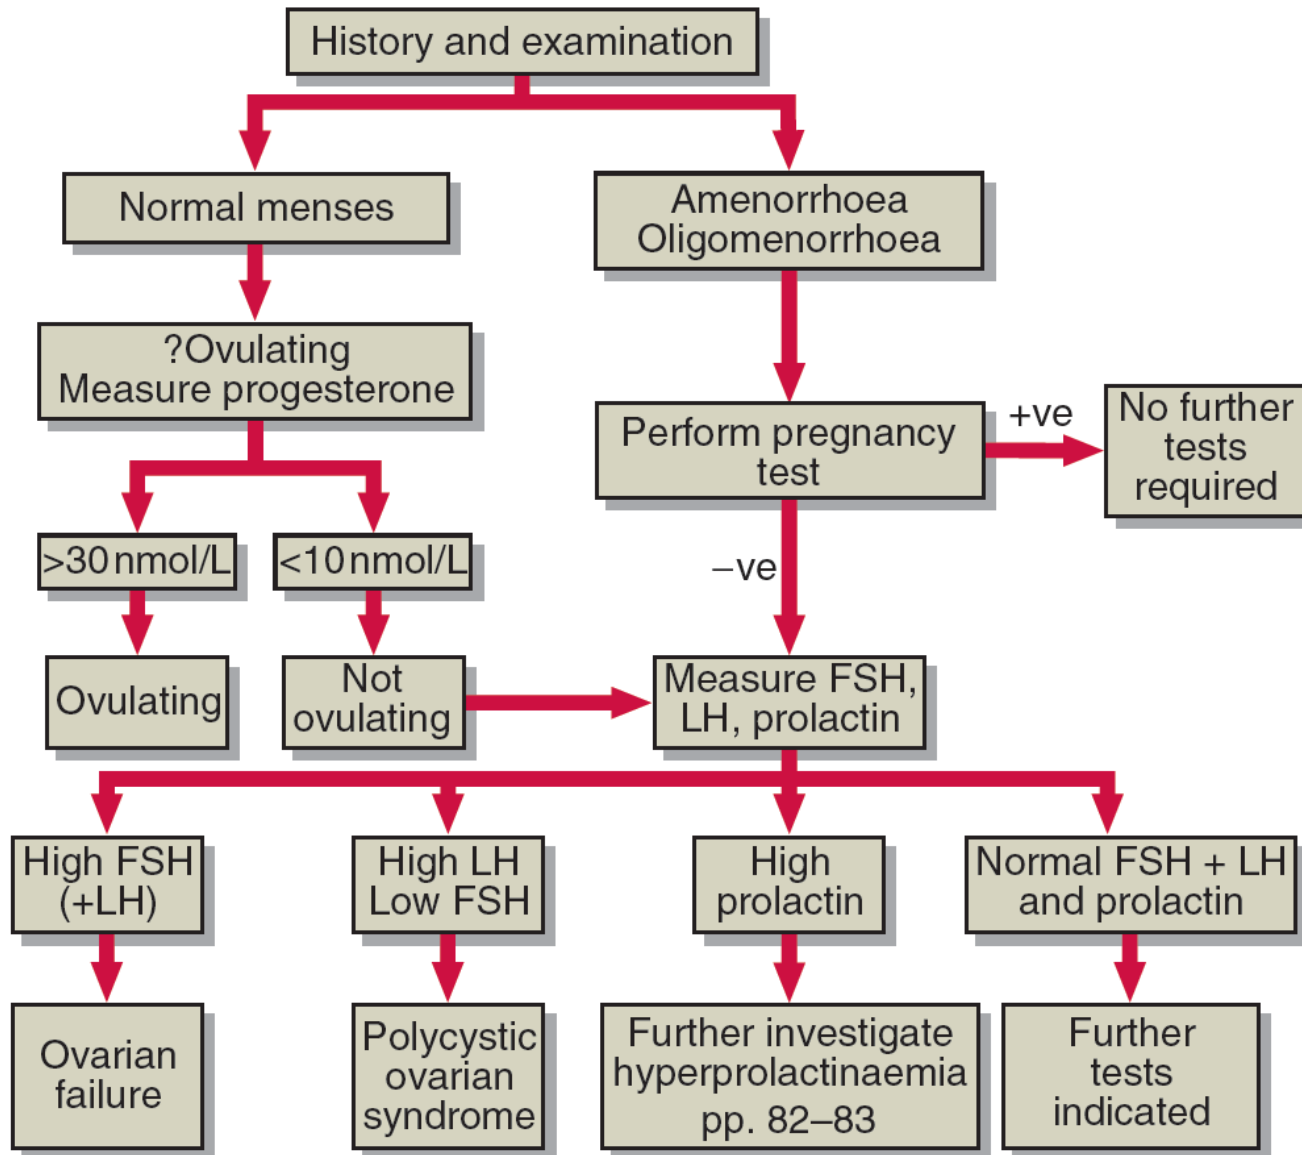 History and examination
Normal menses
Amenorrhoea
Oligomenorrhoea
?Ovulating
Measure progesterone
Perform pregnancy
test
+ve
No further
tests
required
>30 nmol/L
<10 nmol/L
–ve
Ovulating
Not
ovulating
Measure FSH,
LH, prolactin
High FSH
(+LH)
High LH
Low FSH
High
prolactin
Normal FSH + LH
and prolactin
Ovarian
failure
Polycystic
ovarian
syndrome
Further investigate
hyperprolactinaemia
pp. 82–83
Further
tests
indicated